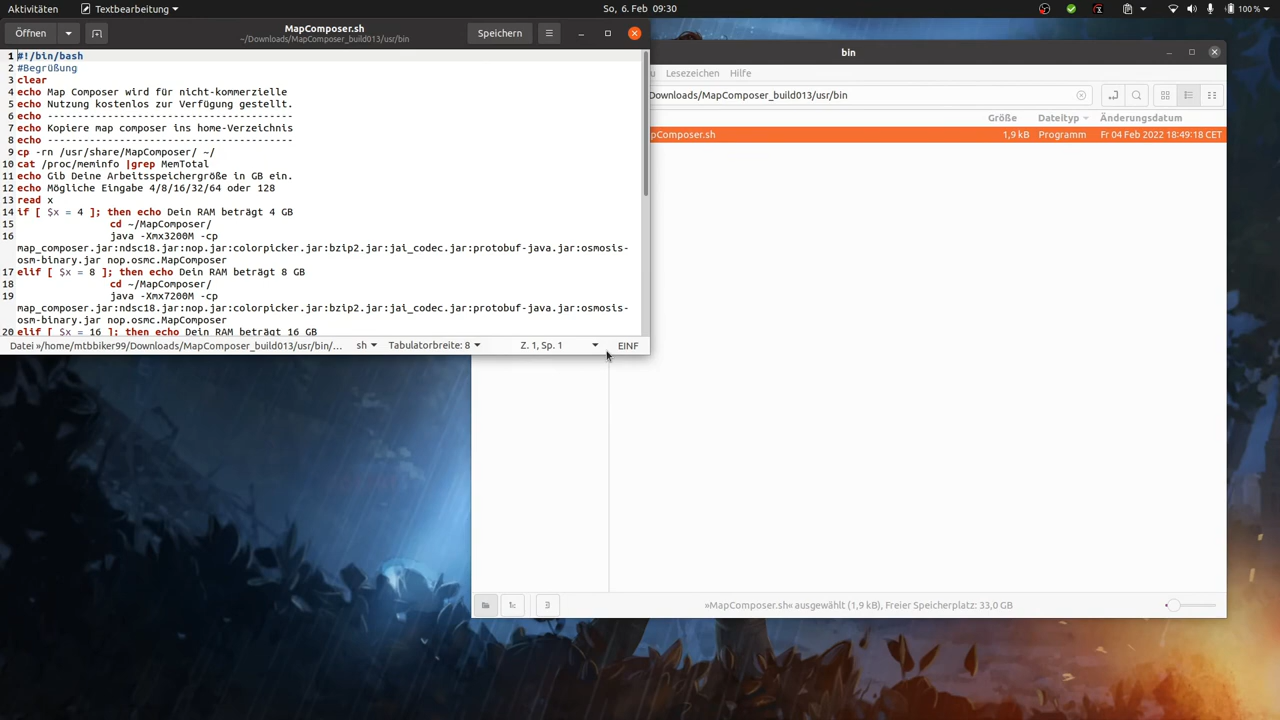 Aktivitäten
Textbearbeitung
So, 6. Feb 09:30
100 %
Öffnen
MapComposer.sh
~/Downloads/MapComposer_build013/usr/bin
Speichern
1 #!/bin/bash
2 #Begrüßung
3 clear
4 echo Map Composer wird für nicht-kommerzielle
5 echo Nutzung kostenlos zur Verfügung gestellt.
6 echo -----------------------------------------
7 echo Kopiere map composer ins home-Verzeichnis
8 echo -----------------------------------------
9 cp -rn /usr/share/MapComposer/ ~/
10 cat /proc/meminfo |grep MemTotal
11 echo Gib Deine Arbeitsspeichergröße in GB ein.
12 echo Mögliche Eingabe 4/8/16/32/64 oder 128
13 read x
14 if [ $x = 4 ]; then echo Dein RAM beträgt 4 GB
15 cd ~/MapComposer/
16 java -Xmx3200M -cp
map_composer.jar:ndsc18.jar:nop.jar:colorpicker.jar:bzip2.jar:jai_codec.jar:protobuf-java.jar:osmosis-
osm-binary.jar nop.osmc.MapComposer
17 elif [ $x = 8 ]; then echo Dein RAM beträgt 8 GB
18 cd ~/MapComposer/
19 java -Xmx7200M -cp
map_composer.jar:ndsc18.jar:nop.jar:colorpicker.jar:bzip2.jar:jai_codec.jar:protobuf-java.jar:osmosis-
osm-binary.jar nop.osmc.MapComposer
20 elif [ $x = 16 ]; then echo Dein RAM beträgt 16 GB
Datei »/home/mtbbiker99/Downloads/MapComposer_build013/usr/bin/…
sh
Tabulatorbreite: 8
Z. 1, Sp. 1
EINF
bin
Lesezeichen
Hilfe
Downloads/MapComposer_build013/usr/bin
Größe
Dateityp
Änderungsdatum
pComposer.sh
1,9 kB
Programm
Fr 04 Feb 2022 18:49:18 CET
»MapComposer.sh« ausgewählt (1,9 kB), Freier Speicherplatz: 33,0 GB